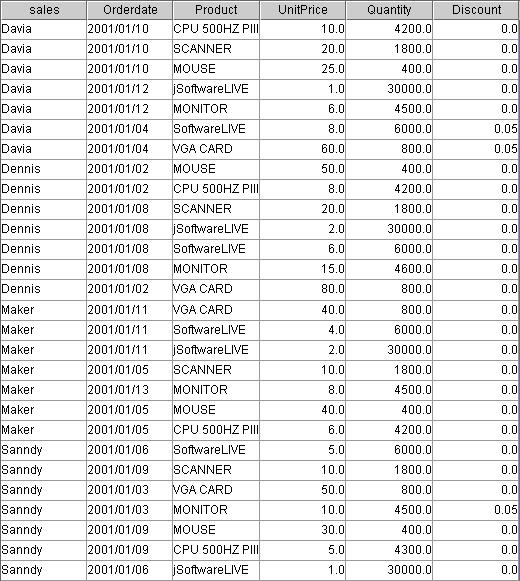 sales Orderdate Product UnitPrice Quantity Discount
Davia 2001/01/10 CPU 500HZ PIII 10.0 4200.0 0.0
Davia 2001/01/10 SCANNER 20.0 1800.0 0.0
Davia 2001/01/10 MOUSE 25.0 400.0 0.0
Davia 2001/01/12 jSoftwareLIVE 1.0 30000.0 0.0
Davia 2001/01/12 MONITOR 6.0 4500.0 0.0
Davia 2001/01/04 SoftwareLIVE 8.0 6000.0 0.05
Davia 2001/01/04 VGA CARD 60.0 800.0 0.05
Dennis 2001/01/02 MOUSE 50.0 400.0 0.0
Dennis 2001/01/02 CPU 500HZ PIII 8.0 4200.0 0.0
Dennis 2001/01/08 SCANNER 20.0 1800.0 0.0
Dennis 2001/01/08 jSoftwareLIVE 2.0 30000.0 0.0
Dennis 2001/01/08 SoftwareLIVE 6.0 6000.0 0.0
Dennis 2001/01/08 MONITOR 15.0 4600.0 0.0
Dennis 2001/01/02 VGA CARD 80.0 800.0 0.0
Maker 2001/01/11 VGA CARD 40.0 800.0 0.0
Maker 2001/01/11 SoftwareLIVE 4.0 6000.0 0.0
Maker 2001/01/11 jSoftwareLIVE 2.0 30000.0 0.0
Maker 2001/01/05 SCANNER 10.0 1800.0 0.0
Maker 2001/01/13 MONITOR 8.0 4500.0 0.0
Maker 2001/01/05 MOUSE 40.0 400.0 0.0
Maker 2001/01/05 CPU 500HZ PIII 6.0 4200.0 0.0
Sanndy 2001/01/06 SoftwareLIVE 5.0 6000.0 0.0
Sanndy 2001/01/09 SCANNER 10.0 1800.0 0.0
Sanndy 2001/01/03 VGA CARD 50.0 800.0 0.0
Sanndy 2001/01/03 MONITOR 10.0 4500.0 0.05
Sanndy 2001/01/09 MOUSE 30.0 400.0 0.0
Sanndy 2001/01/09 CPU 500HZ PIII 5.0 4300.0 0.0
Sanndy 2001/01/06 jSoftwareLIVE 1.0 30000.0 0.0